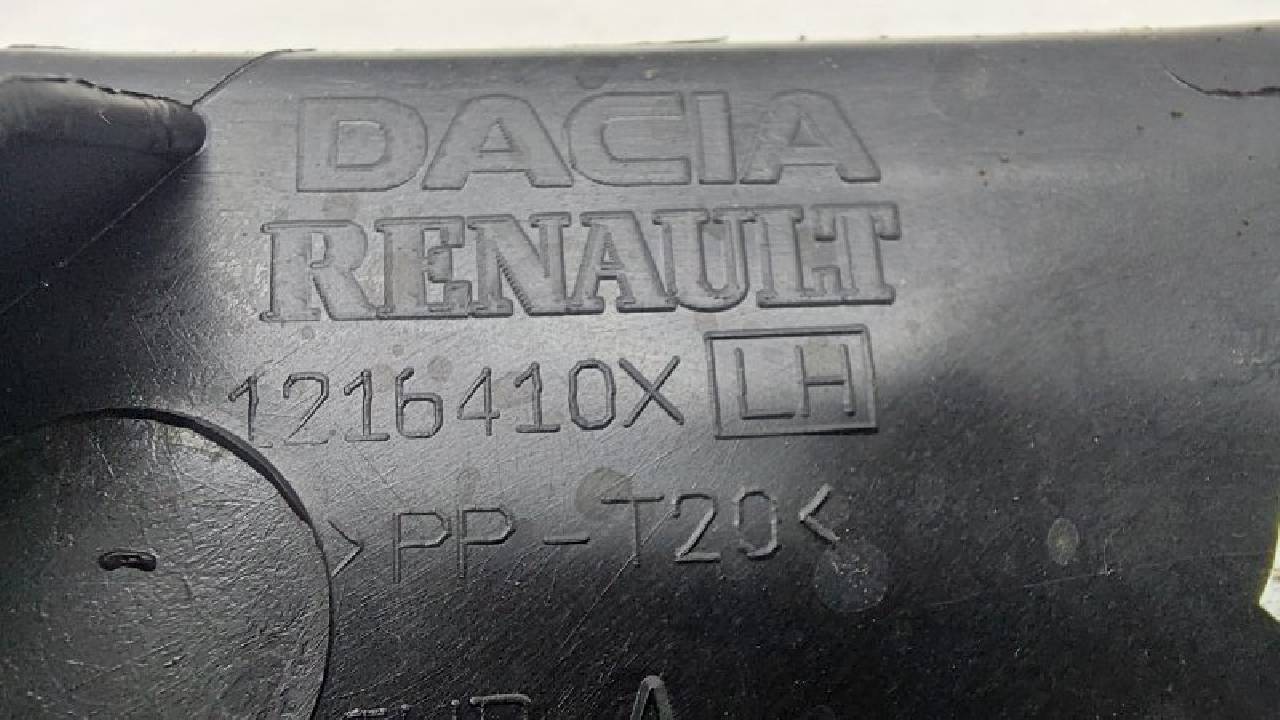 DACIA
RENAULT
1216410X LH
>PP-T20<